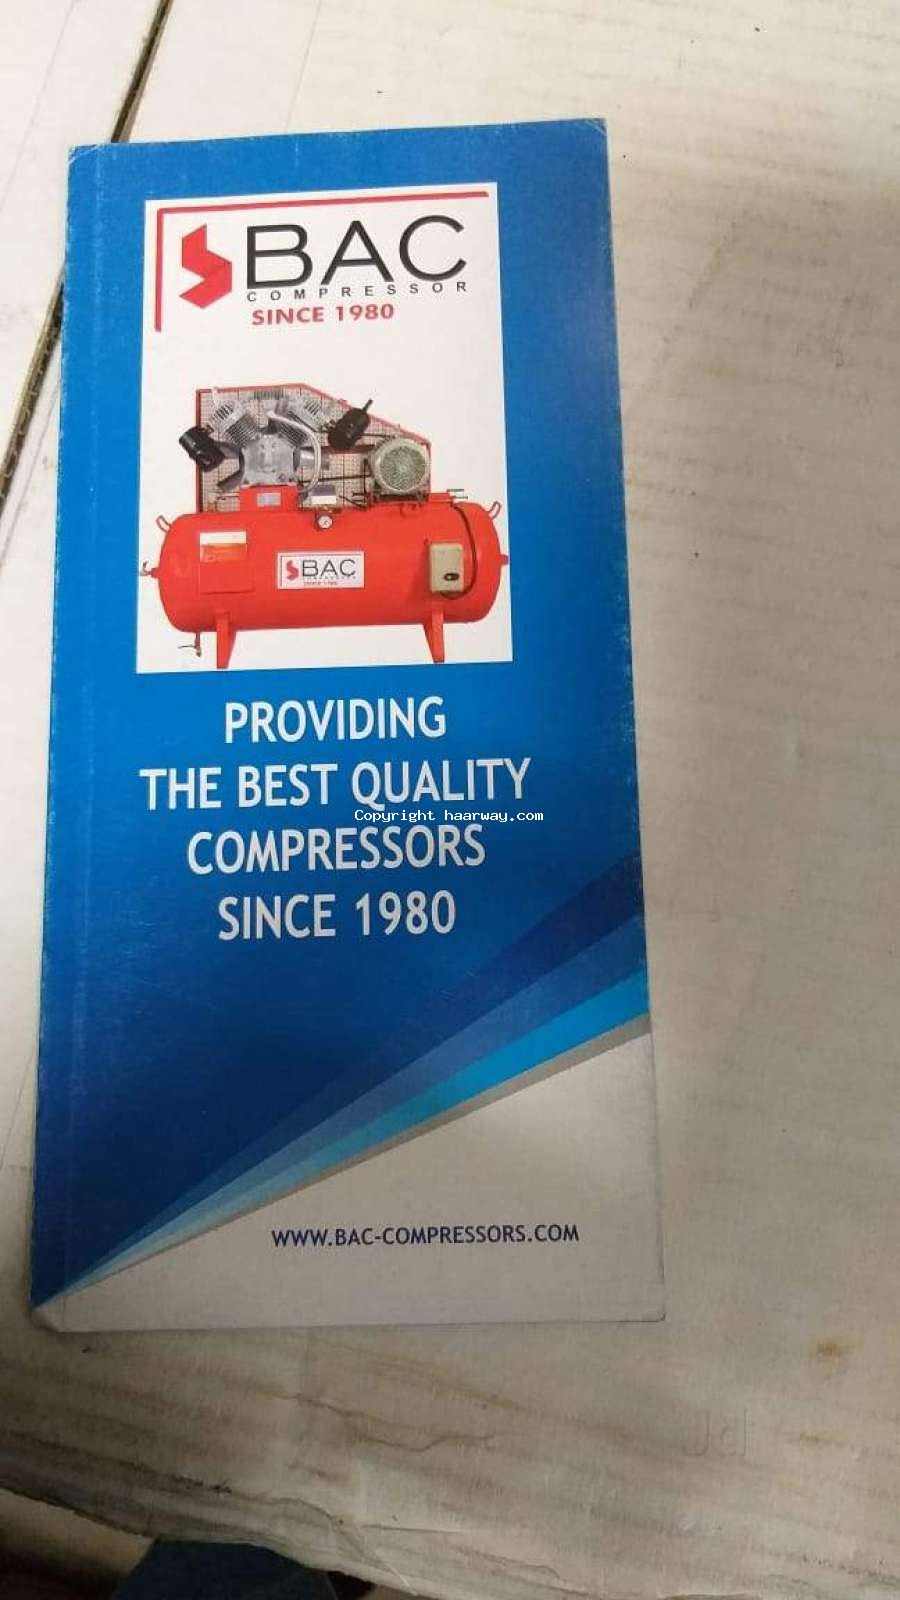 BAC
COMPRESSOR
SINCE 1980
BAC
PROVIDING
THE BEST QUALITY
Copyright haarway.com
COMPRESSORS
SINCE 1980
WWW.BAC-COMPRESSORS.COM
Jd